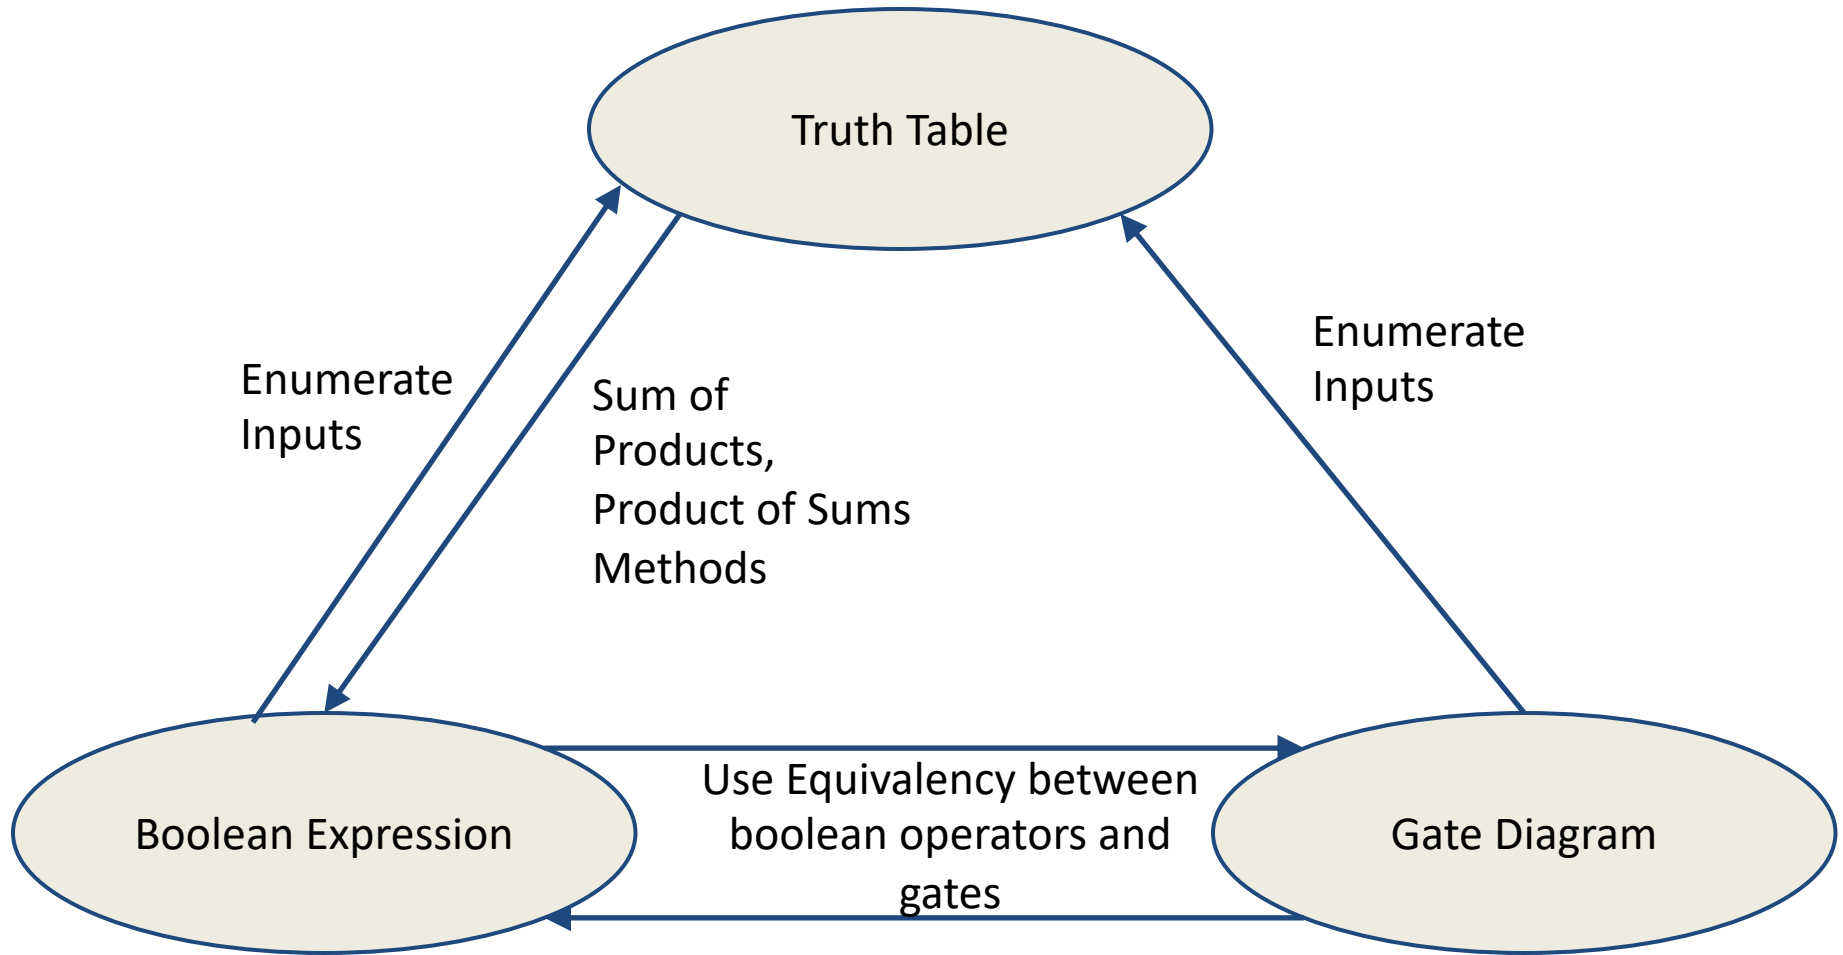 Truth Table
Enumerate
Inputs
Sum of
Products,
Product of Sums
Methods
Enumerate
Inputs
Use Equivalency between
boolean operators and
gates
Boolean Expression
Gate Diagram